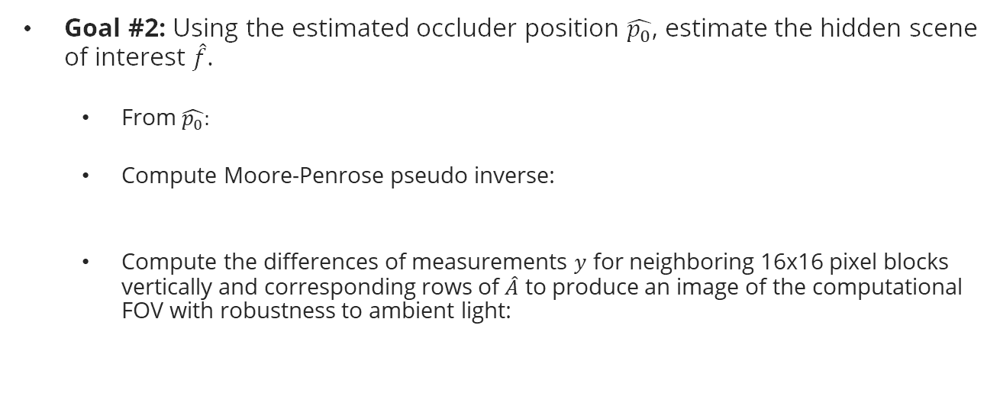 • Goal #2: Using the estimated occluder position $\widehat{p_0}$, estimate the hidden scene
of interest $\hat{f}$.
• From $\widehat{p_0}$:
• Compute Moore-Penrose pseudo inverse:
• Compute the differences of measurements $y$ for neighboring 16x16 pixel blocks
vertically and corresponding rows of $\hat{A}$ to produce an image of the computational
FOV with robustness to ambient light: